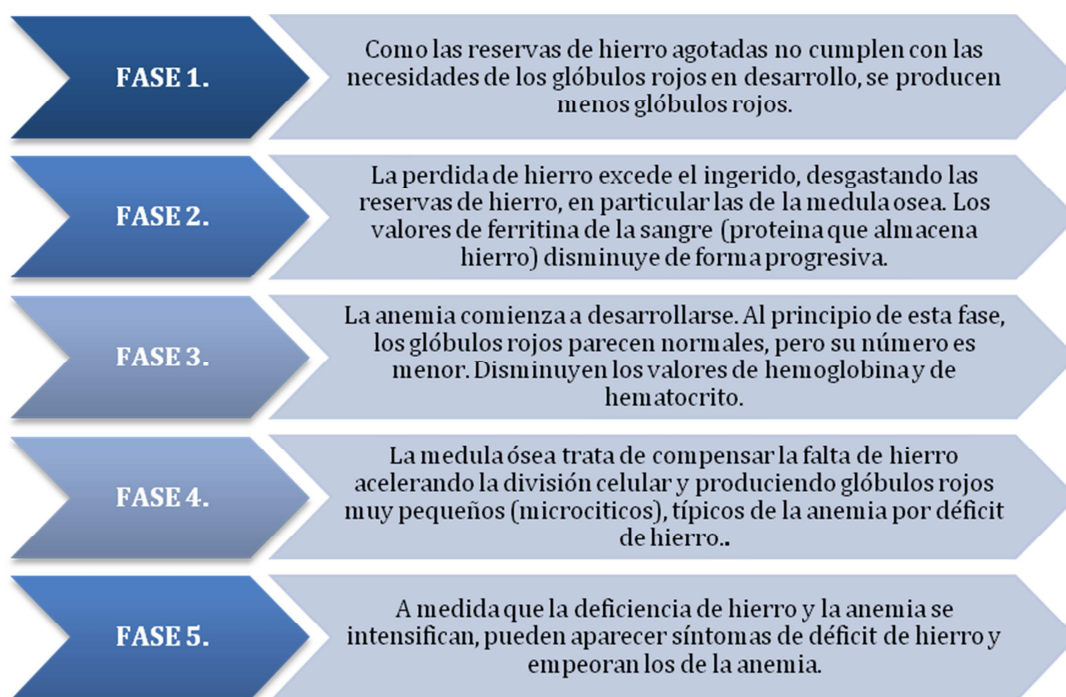 FASE 1.
Como las reservas de hierro agotadas no cumplen con las
necesidades de los glóbulos rojos en desarrollo, se producen
menos glóbulos rojos.
FASE 2.
La perdida de hierro excede el ingerido, desgastando las
reservas de hierro, en particular las de la medula osea. Los
valores de ferritina de la sangre (proteina que almacena
hierro) disminuye de forma progresiva.
FASE 3.
La anemia comienza a desarrollarse. Al principio de esta fase,
los glóbulos rojos parecen normales, pero su número es
menor. Disminuyen los valores de hemoglobina y de
hematocrito.
FASE 4.
La medula ósea trata de compensar la falta de hierro
acelerando la división celular y produciendo glóbulos rojos
muy pequeños (microciticos), típicos de la anemia por déficit
de hierro..
FASE 5.
A medida que la deficiencia de hierro y la anemia se
intensifican, pueden aparecer síntomas de déficit de hierro y
empeoran los de la anemia.